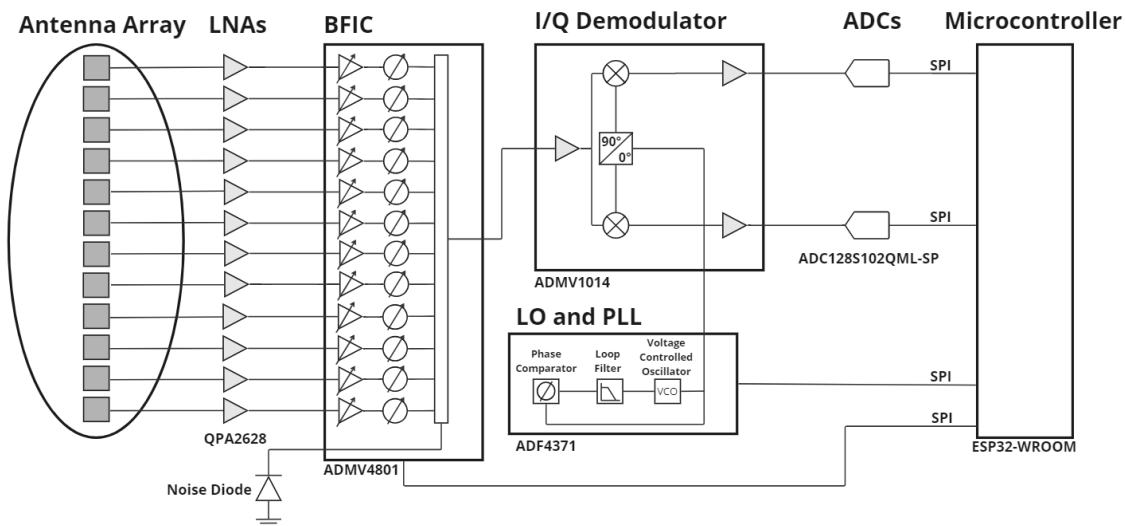 Antenna Array
LNAs
BFIC
I/Q Demodulator
ADCs
Microcontroller
SPI
90°
0°
SPI
ADC128S102QML-SP
ADMV1014
LO and PLL
Phase
Comparator
Loop
Filter
Voltage
Controlled
Oscillator
VCO
SPI
SPI
QPA2628
ADF4371
ESP32-WROOM
ADMV4801
Noise Diode